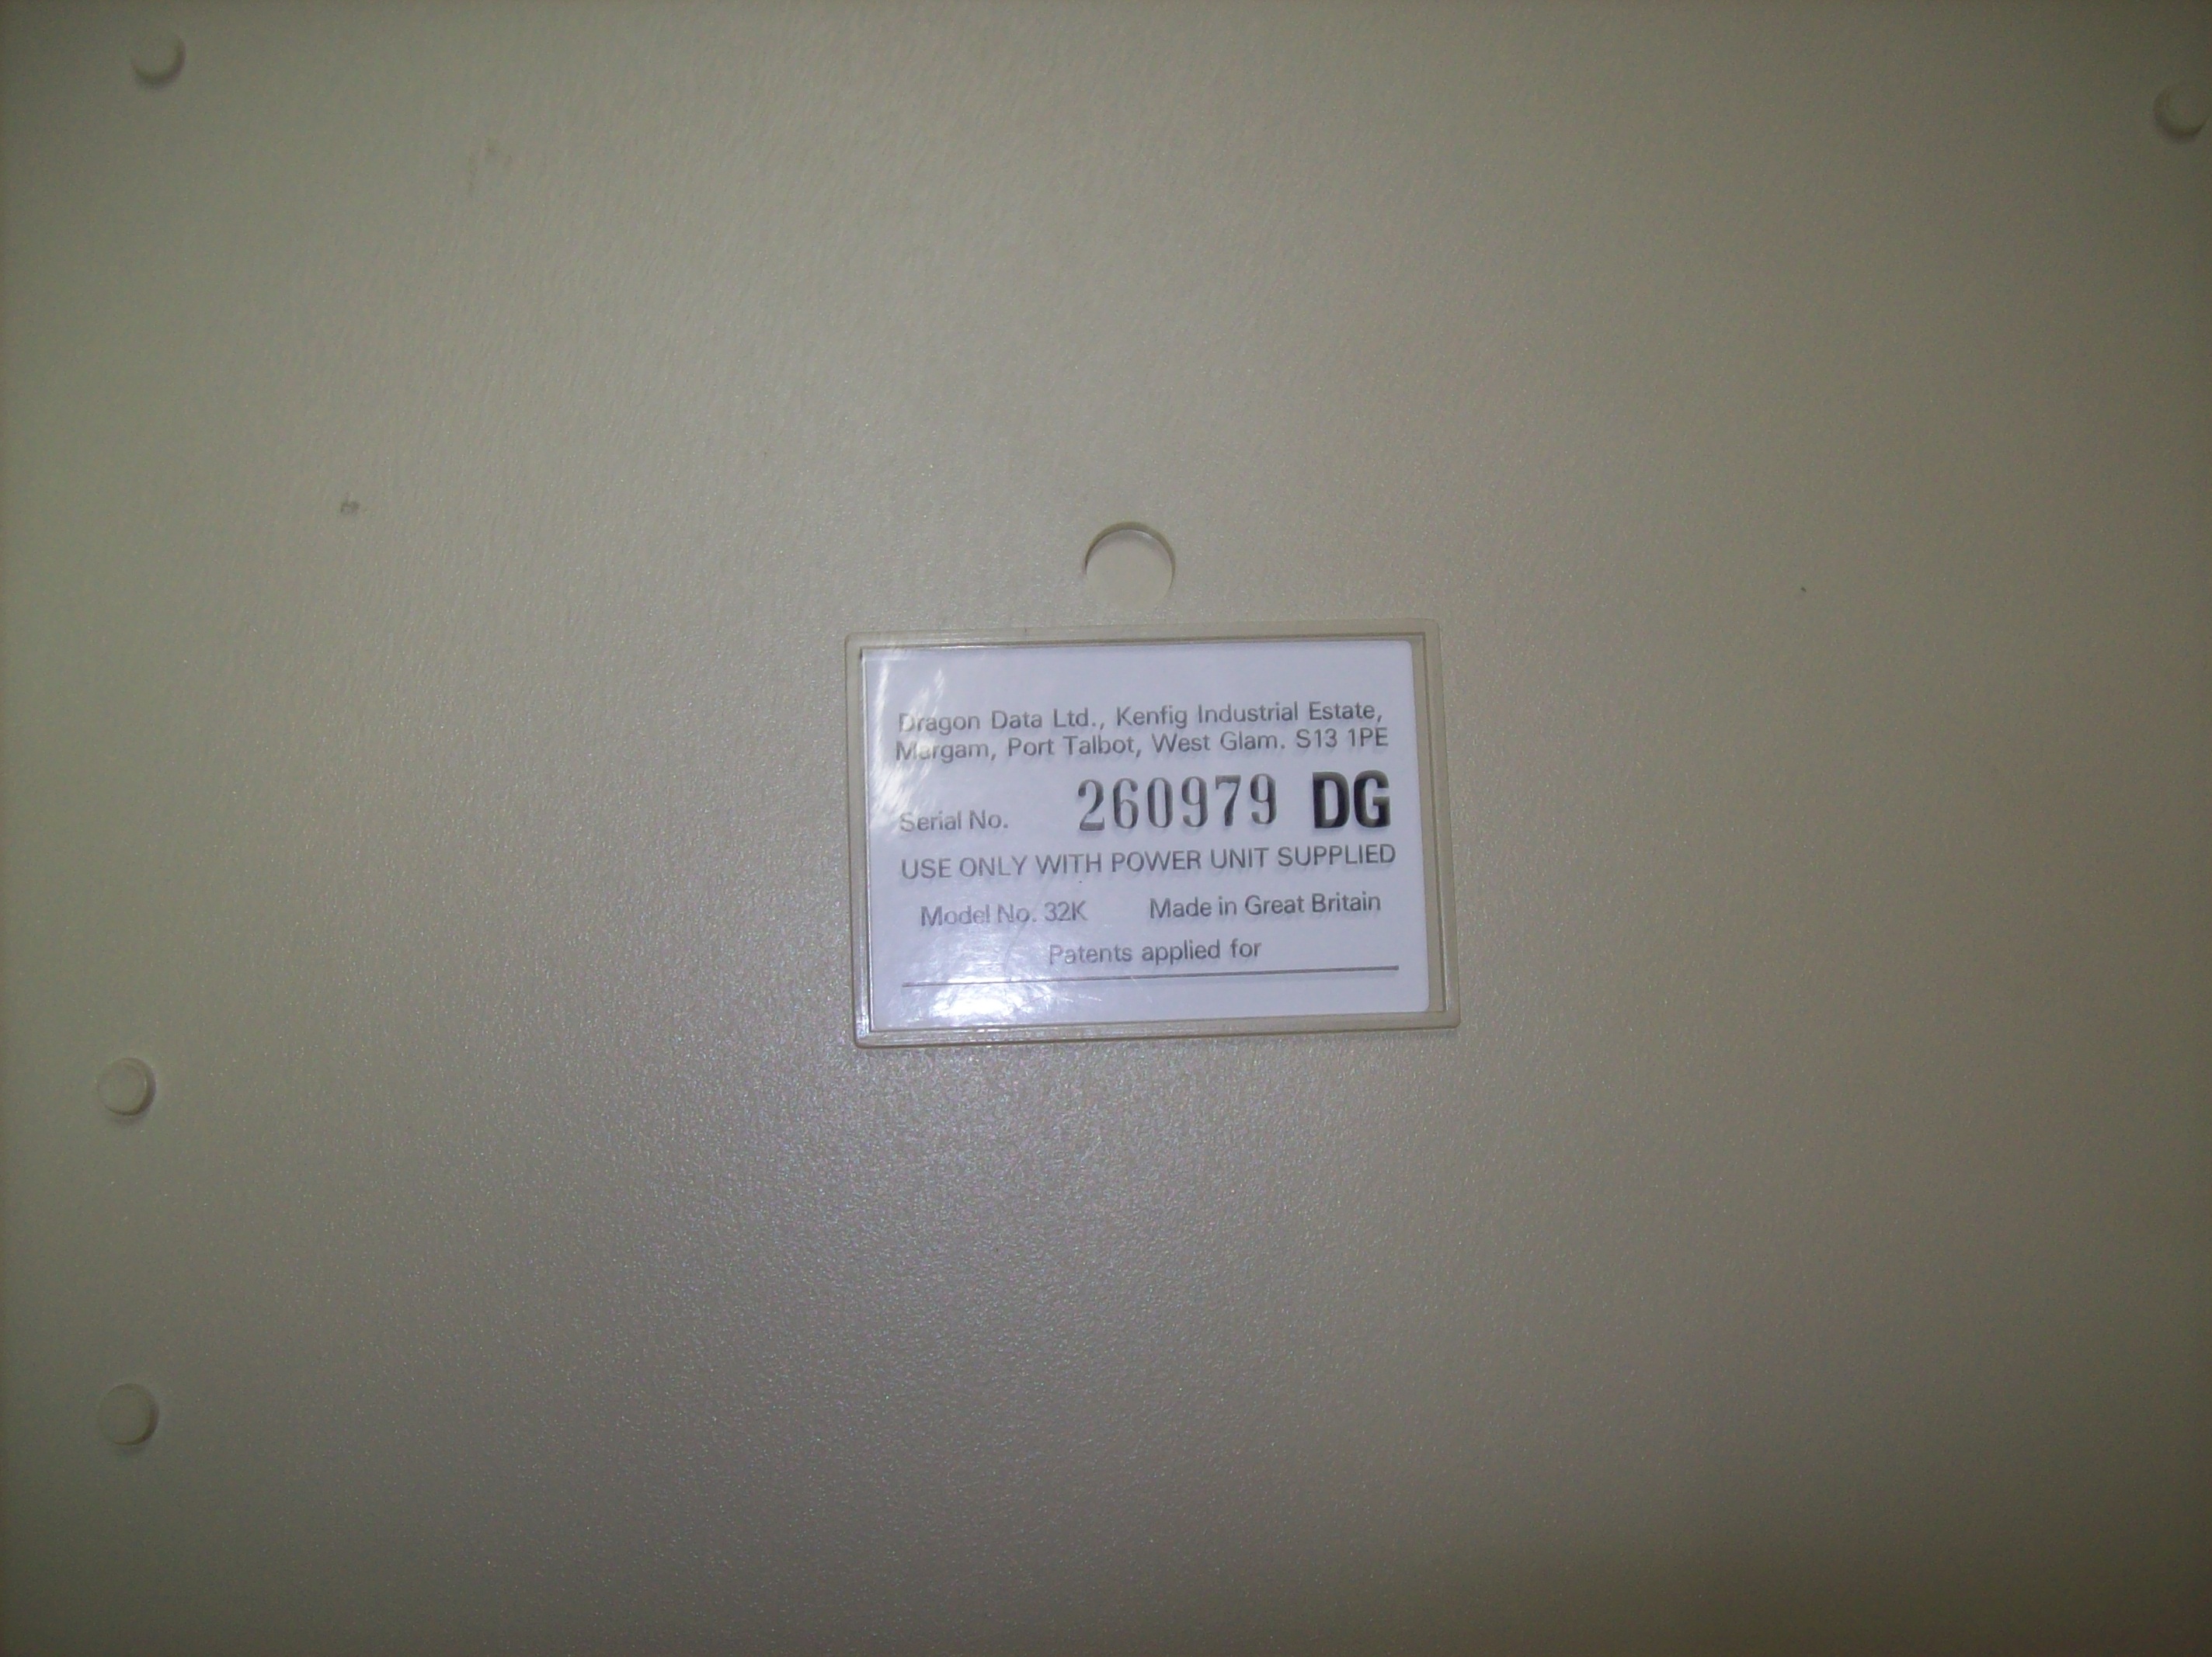 Dragon Data Ltd., Kenfig Industrial Estate,
Margam, Port Talbot, West Glam. S13 1PE
Serial No. 260979 DG
USE ONLY WITH POWER UNIT SUPPLIED
Model No. 32K Made in Great Britain
Patents applied for